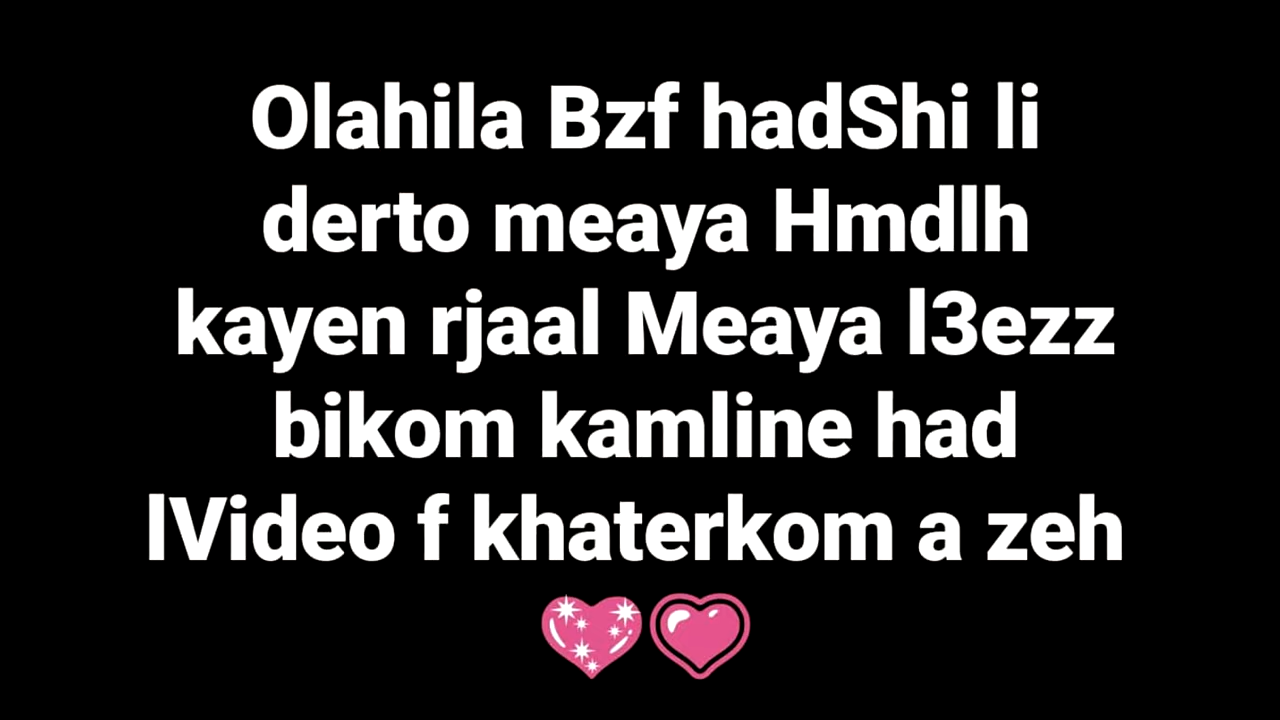 Olahila Bzf hadShi li
derto meaya Hmdlh
kayen rjaal Meaya l3ezz
bikom kamline had
lVideo f khaterkom a zeh
💖💗